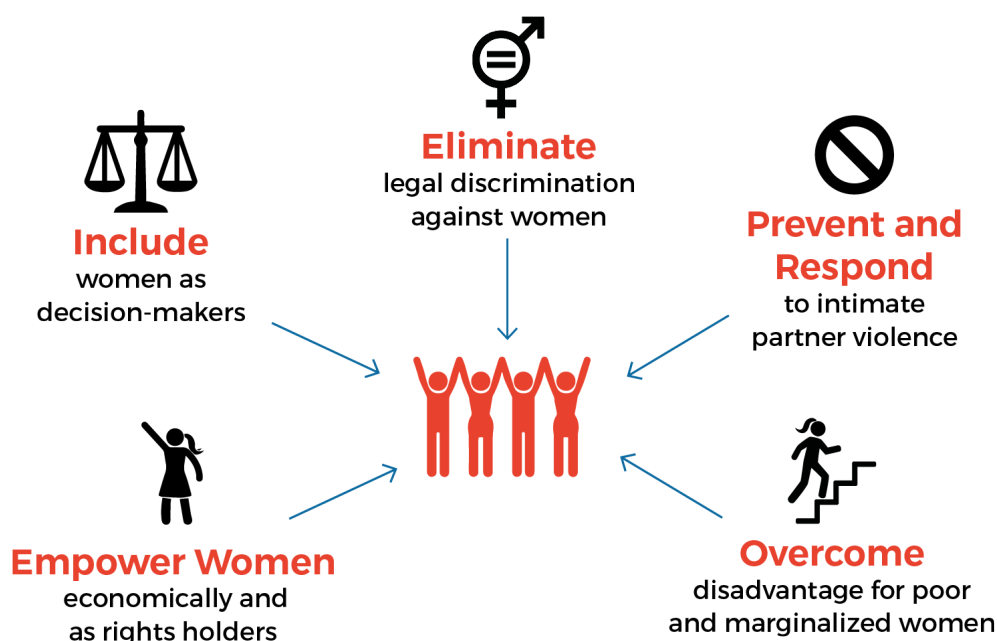 Eliminate
legal discrimination
against women
Include
women as
decision-makers
Prevent and
Respond
to intimate
partner violence
Empower Women
economically and
as rights holders
Overcome
disadvantage for poor
and marginalized women